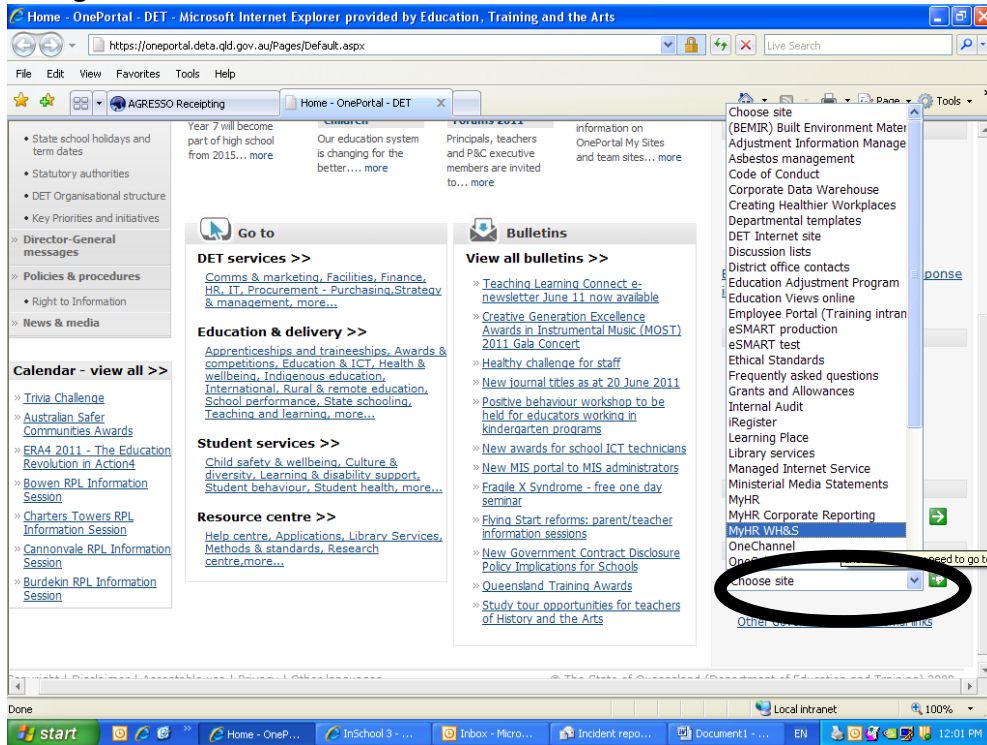 Home - OnePortal - DET - Microsoft Internet Explorer provided by Education, Training and the Arts
https://oneportal.deta.qld.gov.au/Pages/Default.aspx
Live Search
File Edit View Favorites Tools Help
AGRESSO Receipting
Home - OnePortal - DET
Page
Tools
• State school holidays and
term dates
• Statutory authorities
• DET Organisational structure
• Key Priorities and initiatives
» Director-General
messages
» Policies & procedures
• Right to Information
» News & media
Calendar - view all >>
» Trivia Challenge
» Australian Safer
Communities Awards
» ERA4 2011 - The Education
Revolution in Action4
» Bowen RPL Information
Session
» Charters Towers RPL
Information Session
» Cannonvale RPL Information
Session
» Burdekin RPL Information
Session
Year 7 will become
part of high school
from 2015... more
Children
Our education system
is changing for the
better.... more
Forums 2011
Principals, teachers
and P&C executive
members are invited
to... more
information on
OnePortal My Sites
and team sites... more
Go to
DET services >>
Comms & marketing, Facilities, Finance,
HR, IT, Procurement - Purchasing,Strategy
& management, more...
Education & delivery >>
Apprenticeships and traineeships, Awards &
competitions, Education & ICT, Health &
wellbeing, Indigenous education,
International, Rural & remote education,
School performance, State schooling,
Teaching and learning, more...
Student services >>
Child safety & wellbeing, Culture &
diversity, Learning & disability support,
Student behaviour, Student health, more...
Resource centre >>
Help centre, Applications, Library Services,
Methods & standards, Research
centre,more...
Bulletins
View all bulletins >>
» Teaching Learning Connect e-
newsletter June 11 now available
» Creative Generation Excellence
Awards in Instrumental Music (MOST)
2011 Gala Concert
» Healthy challenge for staff
» New journal titles as at 20 June 2011
» Positive behaviour workshop to be
held for educators working in
kindergarten programs
» New awards for school ICT technicians
» New MIS portal to MIS administrators
» Fragile X Syndrome - free one day
seminar
» Flying Start reforms: parent/teacher
information sessions
» New Government Contract Disclosure
Policy Implications for Schools
» Queensland Training Awards
» Study tour opportunities for teachers
of History and the Arts
Choose site
(BEMIR) Built Environment Mater
Adjustment Information Manage
Asbestos management
Code of Conduct
Corporate Data Warehouse
Creating Healthier Workplaces
Departmental templates
DET Internet site
Discussion lists
District office contacts
Education Adjustment Program
Education Views online
Employee Portal (Training intran
eSMART production
eSMART test
Ethical Standards
Frequently asked questions
Grants and Allowances
Internal Audit
iRegister
Learning Place
Library services
Managed Internet Service
Ministerial Media Statements
MyHR
MyHR Corporate Reporting
MyHR WH&S
OneChannel
ponse
need to go to
Choose site
Done
Local intranet
100%
start
Home - OneP...
InSchool 3 - ...
Inbox - Micro...
Incident repo...
Document1 - ...
EN
12:01 PM